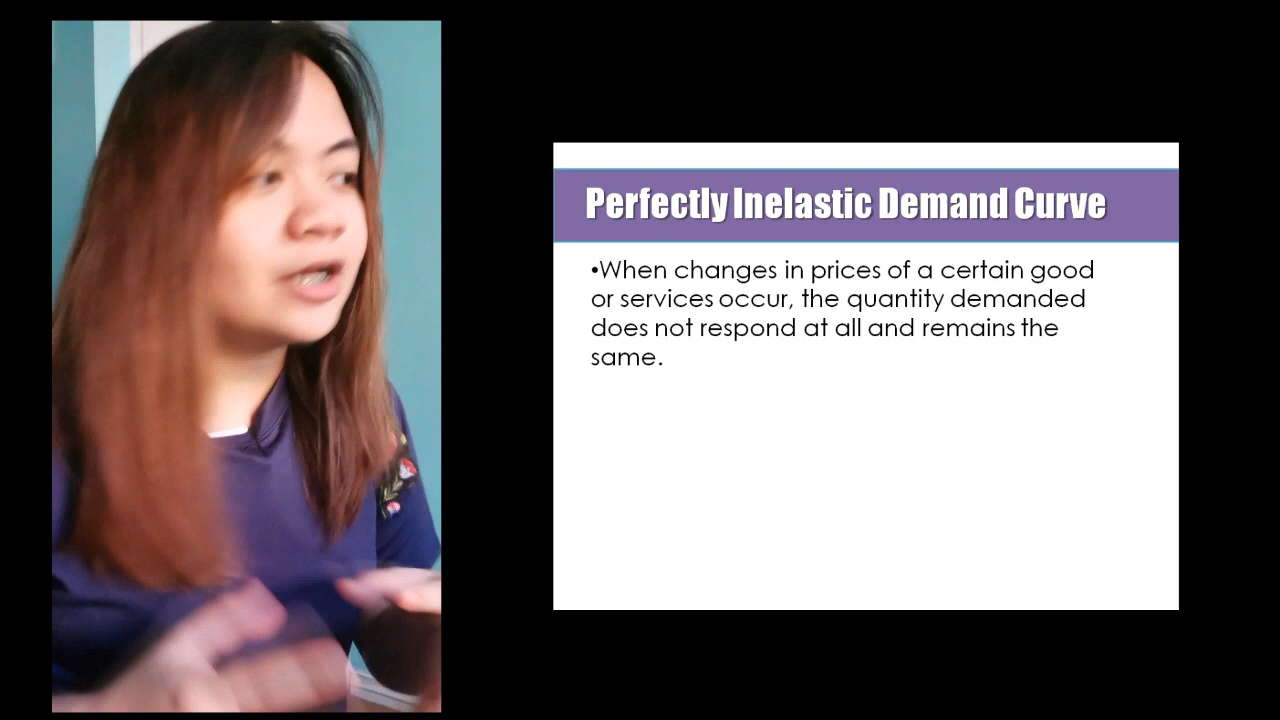 Perfectly Inelastic Demand Curve
•When changes in prices of a certain good
or services occur, the quantity demanded
does not respond at all and remains the
same.